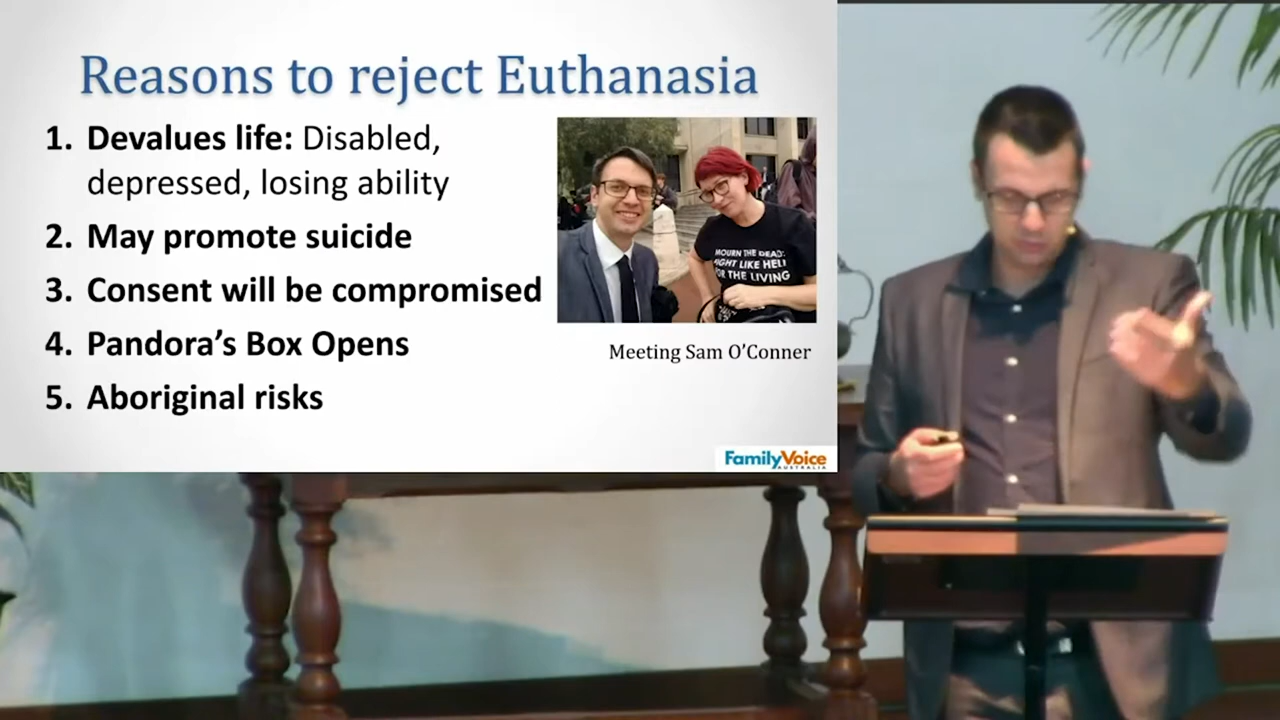 Reasons to reject Euthanasia
1. Devalues life: Disabled,
depressed, losing ability
2. May promote suicide
3. Consent will be compromised
4. Pandora's Box Opens
5. Aboriginal risks
MOURN THE DEAD:
FIGHT LIKE HELL
FOR THE LIVING
Meeting Sam O'Conner
FamilyVoice
AUSTRALIA